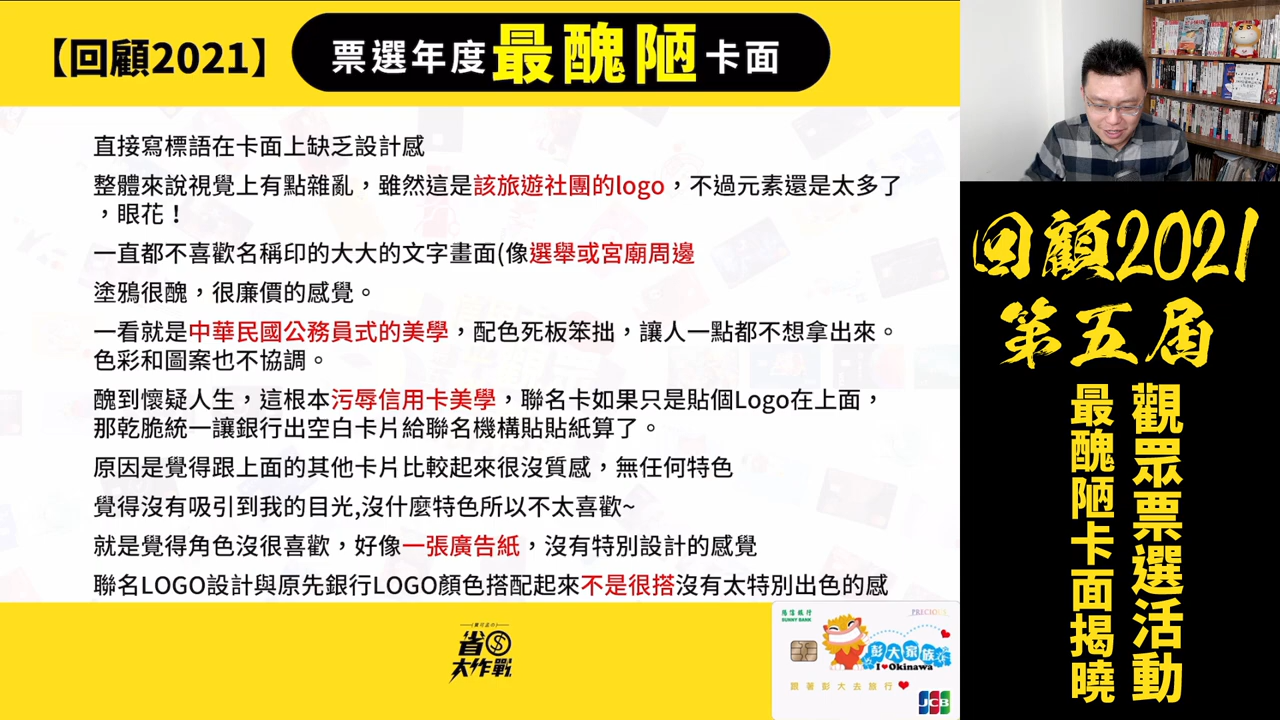 【回顧2021】
票選年度最醜陋卡面
直接寫標語在卡面上缺乏設計感
整體來說視覺上有點雜亂，雖然這是該旅遊社團的logo，不過元素還是太多了
，眼花！
一直都不喜歡名稱印的大大的文字畫面(像選舉或宮廟周邊
塗鴉很醜，很廉價的感覺。
一看就是中華民國公務員式的美學，配色死板笨拙，讓人一點都不想拿出來。
色彩和圖案也不協調。
醜到懷疑人生，這根本污辱信用卡美學，聯名卡如果只是貼個Logo在上面，
那乾脆統一讓銀行出空白卡片給聯名機構貼貼紙算了。
原因是覺得跟上面的其他卡片比較起來很沒質感，無任何特色
覺得沒有吸引到我的目光,沒什麼特色所以不太喜歡~
就是覺得角色沒很喜歡，好像一張廣告紙，沒有特別設計的感覺
聯名LOGO設計與原先銀行LOGO顏色搭配起來不是很搭沒有太特別出色的感
省大作戰
陽信銀行
SUNNY BANK
PRECIOUS
彭大家族
I♥Okinawa
跟著彭大去旅行♥
JCB
回顧2021
第五屆
觀眾票選活動
最醜陋卡面揭曉